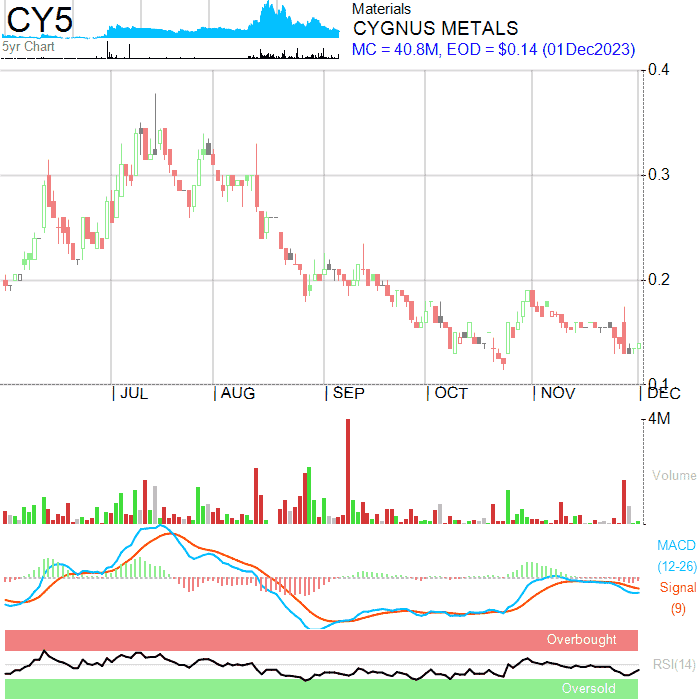 CY5
5yr Chart
Materials
CYGNUS METALS
MC = 40.8M, EOD = $0.14 (01Dec2023)
0.4
0.3
0.2
0.1
JUL AUG SEP OCT NOV DEC
4M
Volume
MACD
(12-26)
Signal
(9)
Overbought
RSI(14)
Oversold